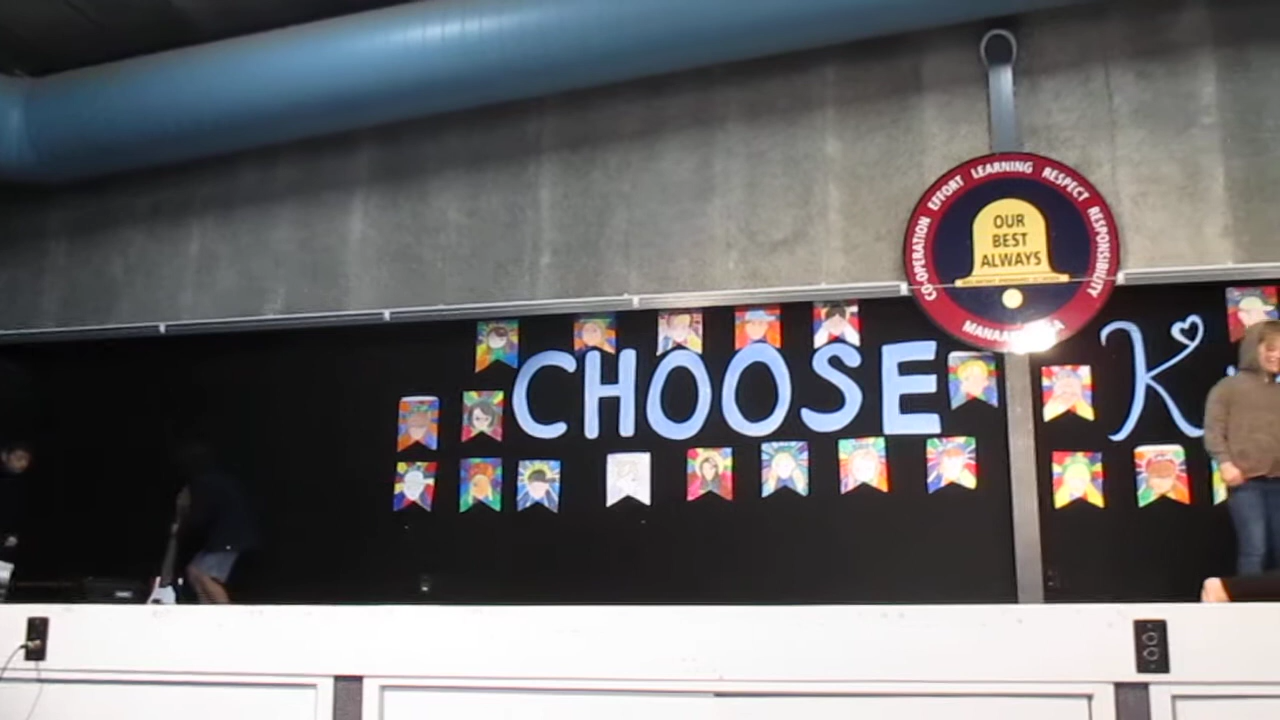 CO-OPERATION EFFORT LEARNING RESPECT RESPONSIBILITY
OUR
BEST
ALWAYS
CHOOSE K